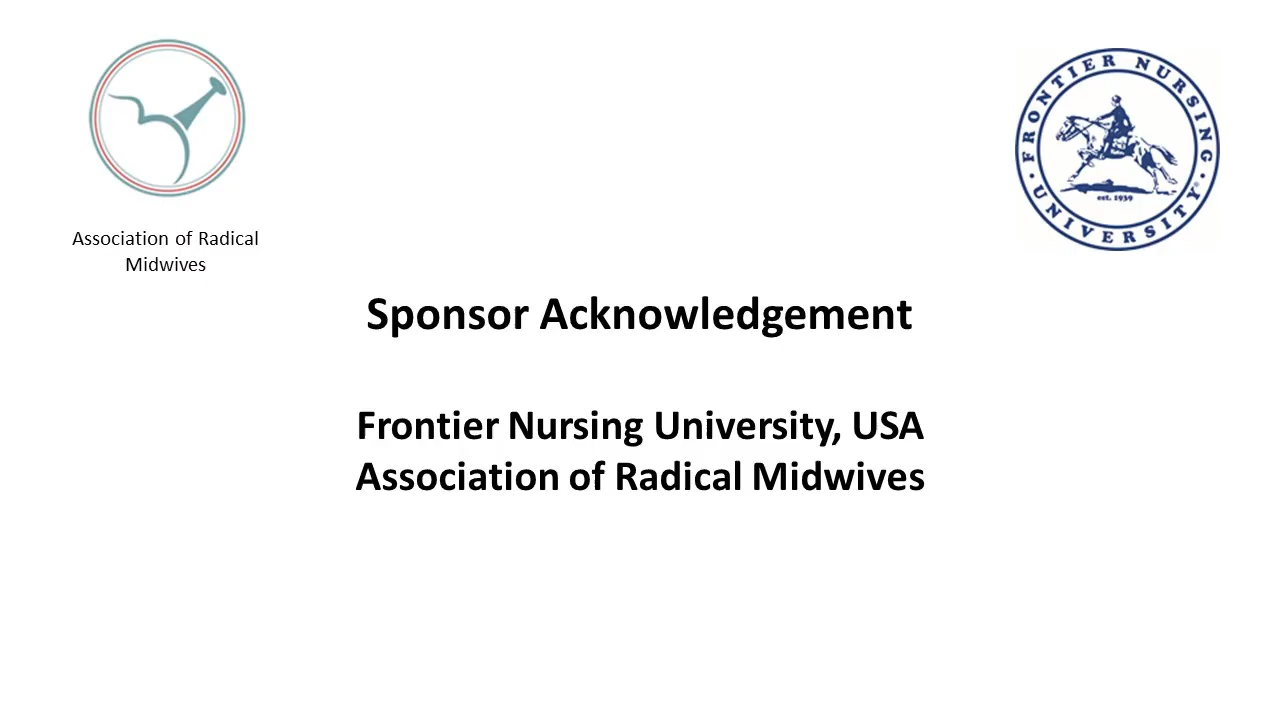 FRONTIER NURSING
UNIVERSITY
est. 1939
Association of Radical
Midwives
Sponsor Acknowledgement
Frontier Nursing University, USA
Association of Radical Midwives